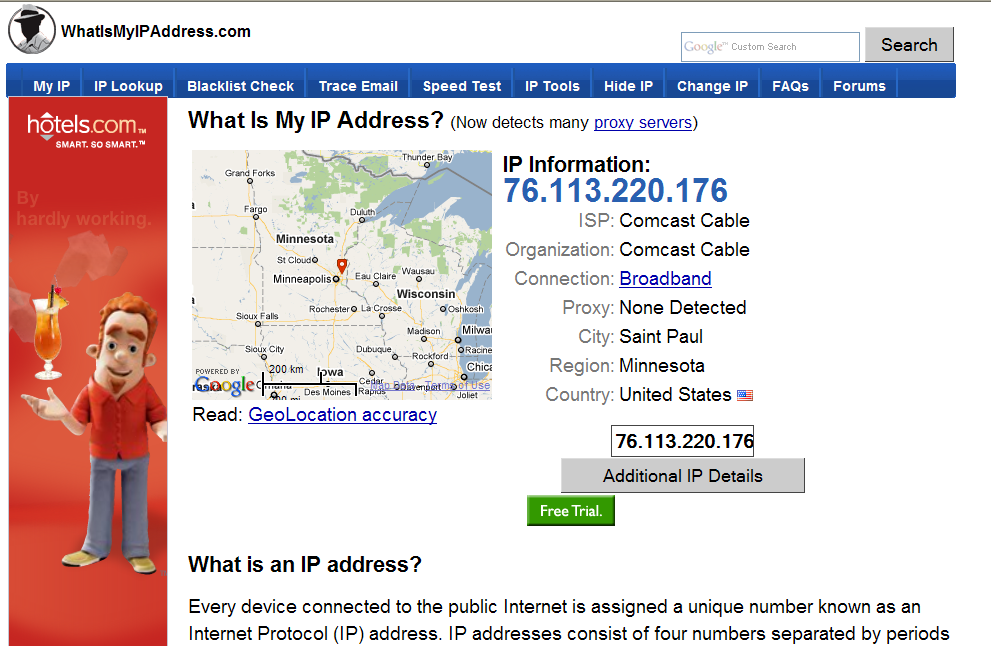 WhatIsMyIPAddress.com
Google™ Custom Search
Search
My IP
IP Lookup
Blacklist Check
Trace Email
Speed Test
IP Tools
Hide IP
Change IP
FAQs
Forums
hotels.com™
SMART. SO SMART.™
By
hardly working.
What Is My IP Address? (Now detects many proxy servers)
Thunder Bay
Grand Forks
Fargo
Duluth
Minnesota
St Cloud
Minneapolis
Eau Claire
Wausau
Wisconsin
Rochester
La Crosse
Oshkosh
Sioux Falls
Madison
Milwau
Sioux City
Dubuque
Racine
Rockford
Chica
POWERED BY
Google
200 km
Iowa
Cedar
Rapids
Des Moines
Davenport
Joliet
Terms of Use
IP Information:
76.113.220.176
ISP: Comcast Cable
Organization: Comcast Cable
Connection: Broadband
Proxy: None Detected
City: Saint Paul
Region: Minnesota
Country: United States
Read: GeoLocation accuracy
76.113.220.176
Additional IP Details
Free Trial.
What is an IP address?
Every device connected to the public Internet is assigned a unique number known as an
Internet Protocol (IP) address. IP addresses consist of four numbers separated by periods